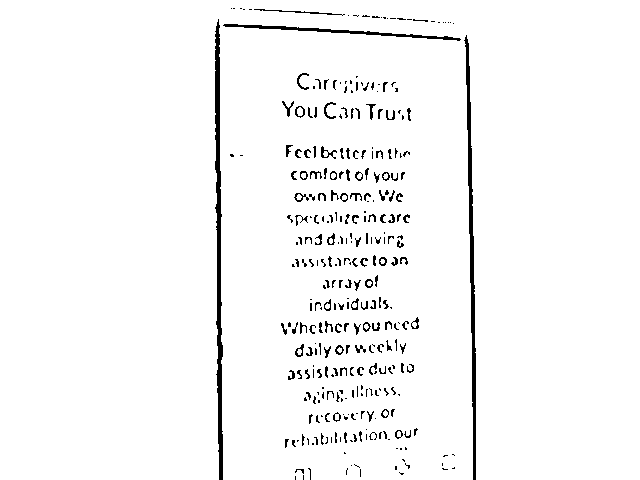 Caregivers
You Can Trust
Feel better in the
comfort of your
own home. We
specialize in care
and daily living
assistance to an
array of
individuals.
Whether you need
daily or weekly
assistance due to
aging, illness,
recovery, or
rehabilitation, our